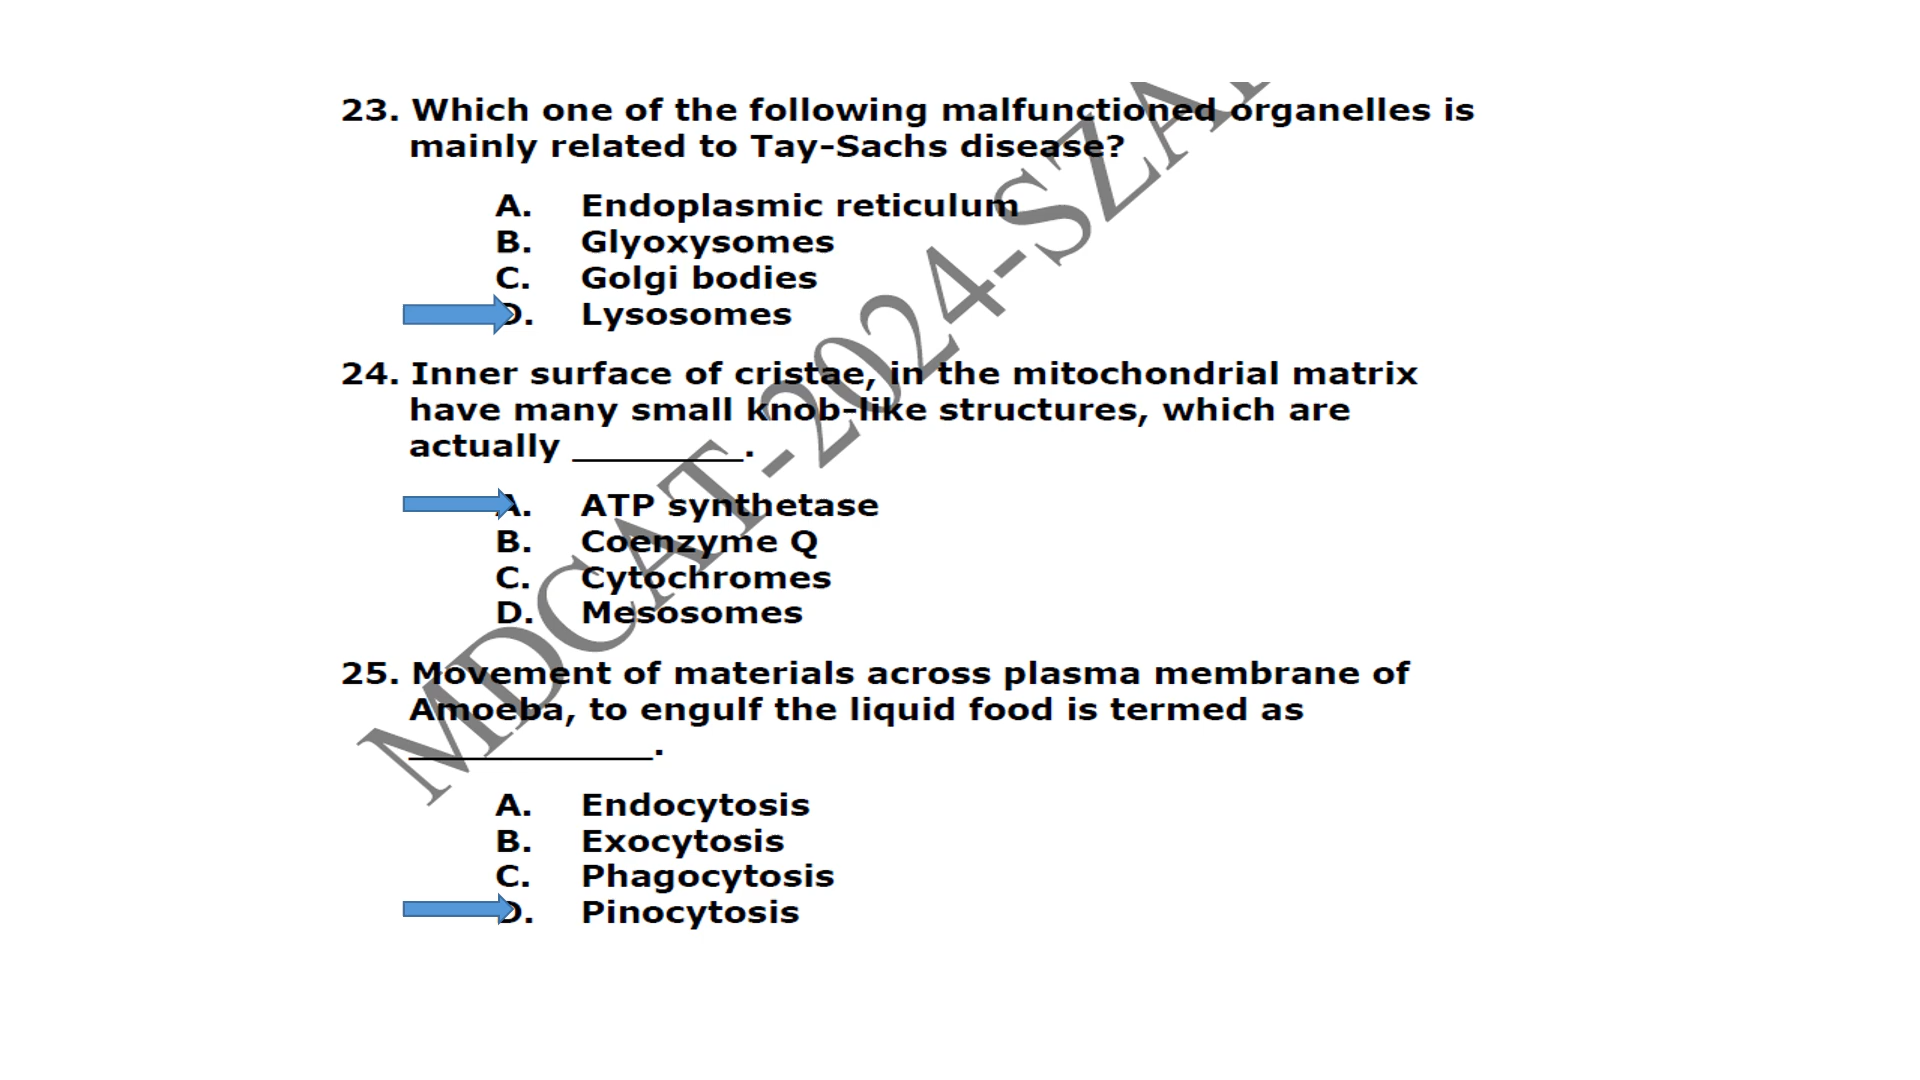 23. Which one of the following malfunctioned organelles is
mainly related to Tay–Sachs disease?
A. Endoplasmic reticulum
B. Glyoxysomes
C. Golgi bodies
D. Lysosomes
24. Inner surface of cristae, in the mitochondrial matrix
have many small knob–like structures, which are
actually __________.
A. ATP synthetase
B. Coenzyme Q
C. Cytochromes
D. Mesosomes
25. Movement of materials across plasma membrane of
Amoeba, to engulf the liquid food is termed as
______________.
A. Endocytosis
B. Exocytosis
C. Phagocytosis
D. Pinocytosis
MDCAT-2024-SZA